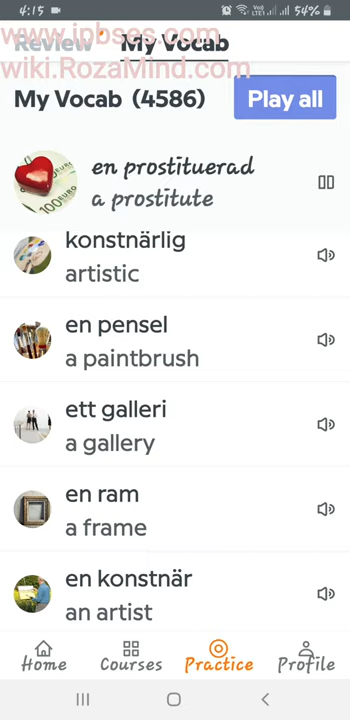 4:15 54%
www.ipbses.com
Review My Vocab
wiki.RozaMind.com
My Vocab (4586) Play all
en prostituerad
a prostitute
konstnärlig
artistic
en pensel
a paintbrush
ett galleri
a gallery
en ram
a frame
en konstnär
an artist
Home Courses Practice Profile